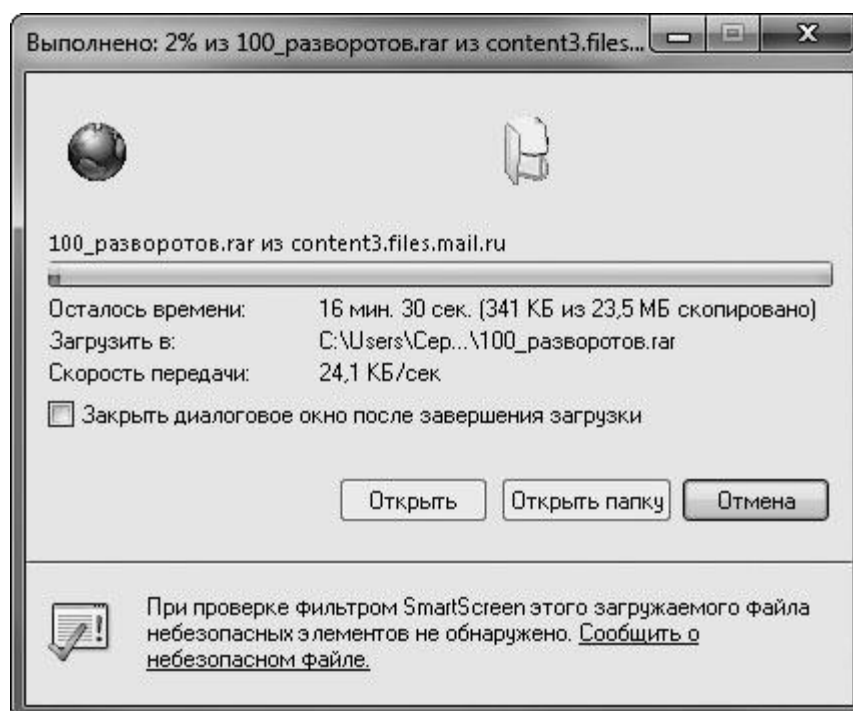 Выполнено: 2% из 100_разворотов.rar из content3.files...
100_разворотов.rar из content3.files.mail.ru
Осталось времени: 16 мин. 30 сек. (341 КБ из 23,5 МБ скопировано)
Загрузить в: C:\Users\Сер...\100_разворотов.rar
Скорость передачи: 24,1 КБ/сек
Закрыть диалоговое окно после завершения загрузки
Открыть Открыть папку Отмена
При проверке фильтром SmartScreen этого загружаемого файла
небезопасных элементов не обнаружено. Сообщить о
небезопасном файле.